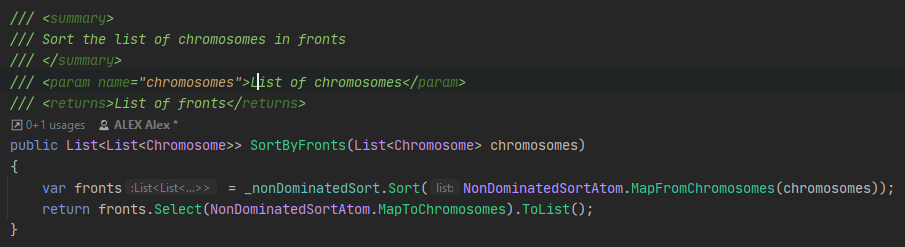 /// <summary>
/// Sort the list of chromosomes in fronts
/// </summary>
/// <param name="chromosomes">List of chromosomes</param>
/// <returns>List of fronts</returns>
0+1 usages ALEX Alex *
public List<List<Chromosome>> SortByFronts(List<Chromosome> chromosomes)
{
    var fronts :List<List<...>> = _nonDominatedSort.Sort( list: NonDominatedSortAtom.MapFromChromosomes(chromosomes));
    return fronts.Select(NonDominatedSortAtom.MapToChromosomes).ToList();
}